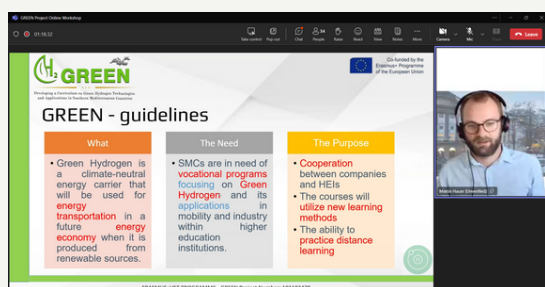 GREEN Project Online Workshop
01:18:32
Take control
Pop out
Chat
People
Raise
React
View
Notes
More
Camera
Mic
Share
Leave
H2 GREEN
Developing a Curriculum on Green Hydrogen Technologies
and Applications in Southern Mediterranean Countries
Co-funded by the
Erasmus+ Programme
of the European Union
GREEN - guidelines
What
• Green Hydrogen is
a climate-neutral
energy carrier that
will be used for
energy
transportation in a
future energy
economy when it is
produced from
renewable sources.
The Need
• SMCs are in need of
vocational programs
focusing on Green
Hydrogen and its
applications in
mobility and industry
within higher
education
institutions.
The Purpose
• Cooperation
between companies
and HEIs
• The courses will
utilize new learning
methods
• The ability to
practice distance
learning